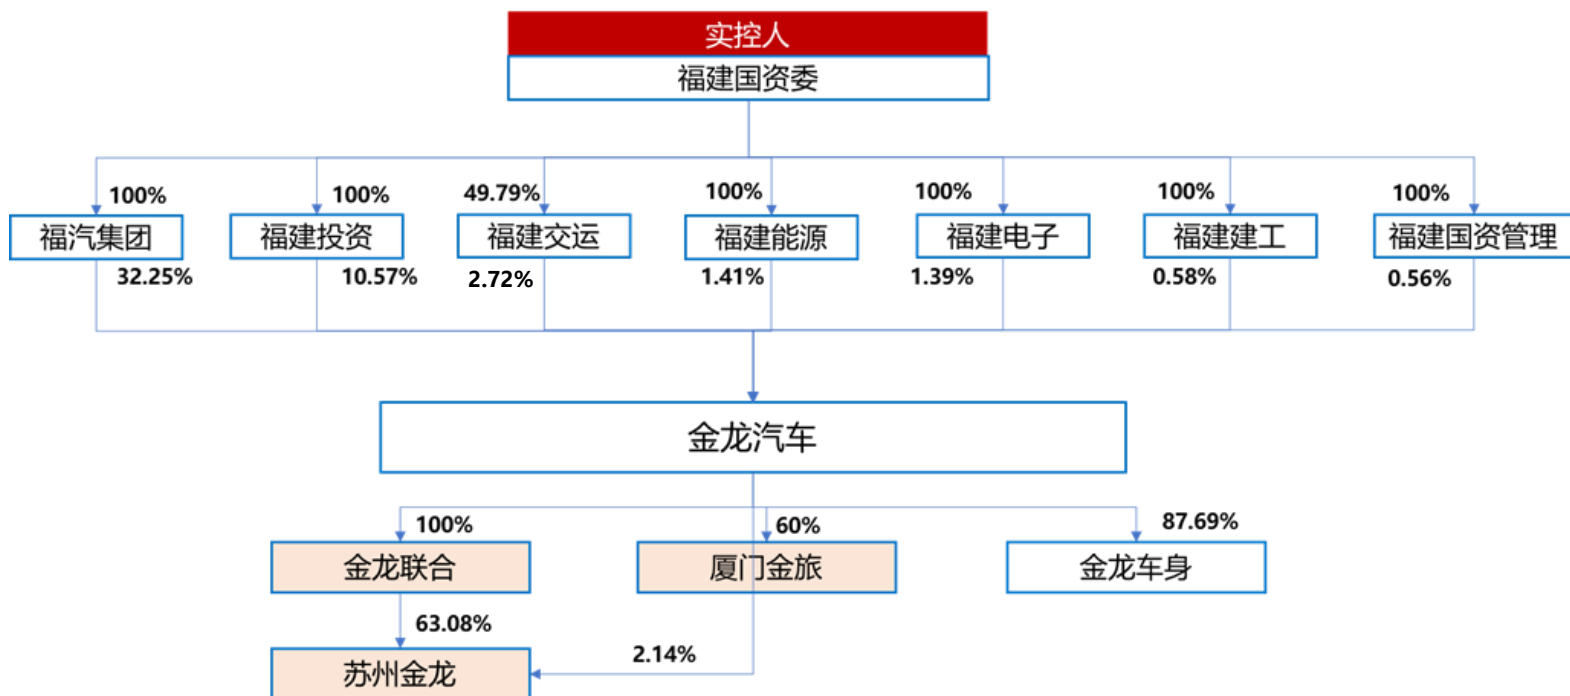 实控人
福建国资委
100% 100% 49.79% 100% 100% 100% 100%
福汽集团 福建投资 福建交运 福建能源 福建电子 福建建工 福建国资管理
32.25% 10.57% 2.72% 1.41% 1.39% 0.58% 0.56%
金龙汽车
100% 60% 87.69%
金龙联合 厦门金旅 金龙车身
63.08%
2.14%
苏州金龙